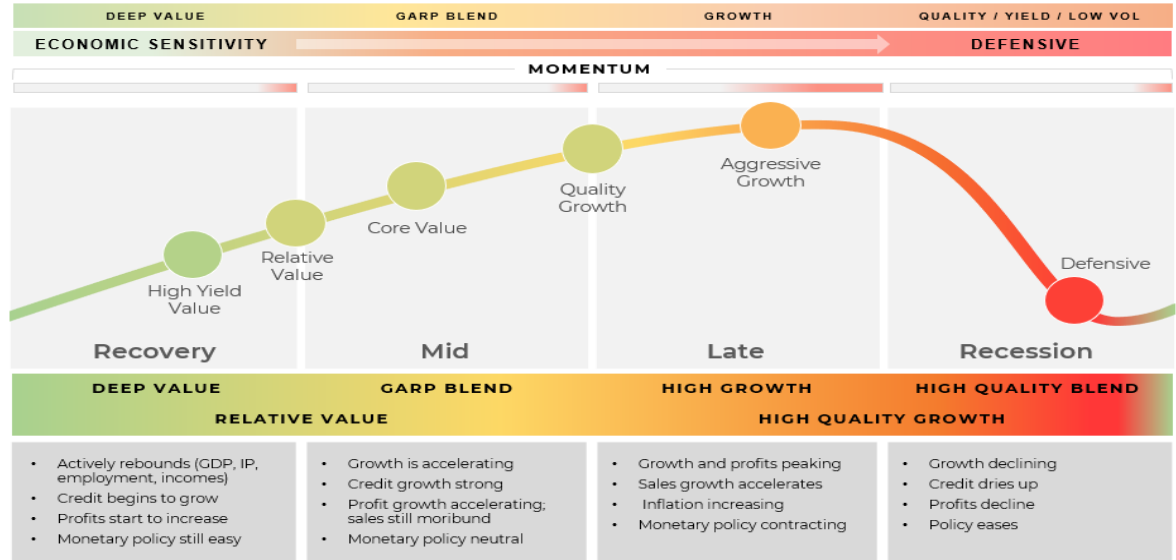 DEEP VALUE GARP BLEND GROWTH QUALITY / YIELD / LOW VOL
ECONOMIC SENSITIVITY DEFENSIVE
MOMENTUM
Aggressive
Growth
Quality
Growth
Core Value
Relative
Value
High Yield
Value
Defensive
Recovery Mid Late Recession
DEEP VALUE GARP BLEND HIGH GROWTH HIGH QUALITY BLEND
RELATIVE VALUE HIGH QUALITY GROWTH
• Actively rebounds (GDP, IP,
employment, incomes)
• Credit begins to grow
• Profits start to increase
• Monetary policy still easy
• Growth is accelerating
• Credit growth strong
• Profit growth accelerating;
sales still moribund
• Monetary policy neutral
• Growth and profits peaking
• Sales growth accelerates
• Inflation increasing
• Monetary policy contracting
• Growth declining
• Credit dries up
• Profits decline
• Policy eases